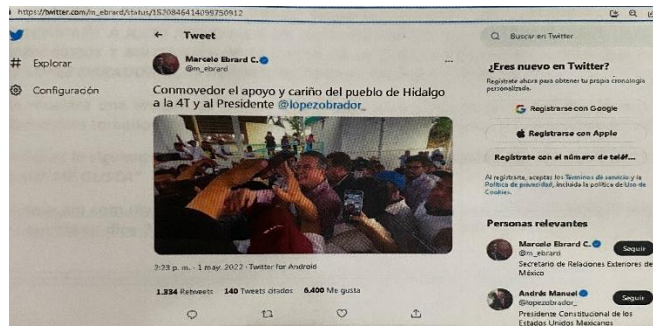 https://twitter.com/m_ebrard/status/1520846414099750912
← Tweet
Buscar en Twitter
# Explorar
Configuración
Marcelo Ebrard C.
@m_ebrard
...
Conmovedor el apoyo y cariño del pueblo de Hidalgo
a la 4T y al Presidente @lopezobrador_
2:23 p. m. · 1 may. 2022 · Twitter for Android
1.834 Retweets 140 Tweets citados 6.400 Me gusta
¿Eres nuevo en Twitter?
Regístrate ahora para obtener tu propia cronología
personalizada.
Registrarse con Google
Registrarse con Apple
Regístrate con el número de teléf...
Al registrarte, aceptas los Términos de servicio y la
Política de privacidad, incluida la política de Uso de
Cookies.
Personas relevantes
Marcelo Ebrard C.
@m_ebrard
Seguir
Secretario de Relaciones Exteriores de
México
Andrés Manuel
@lopezobrador_
Seguir
Presidente Constitucional de los
Estados Unidos Mexicanos